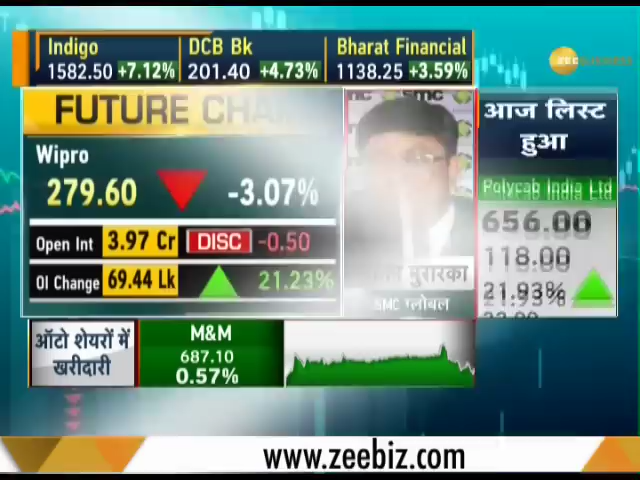 Indigo
1582.50 +7.12%
DCB Bk
201.40 +4.73%
Bharat Financial
1138.25 +3.59%
FUTURE
Wipro
279.60 -3.07%
Open Int 3.97 Cr DISC -0.50
OI Change 69.44 Lk 21.23%
SMC
मुरारका
SMC ग्लोबल
आज लिस्ट
हुआ
Polycab India Ltd
656.00
118.00
21.93%
ऑटो शेयरों में
खरीदारी
M&M
687.10
0.57%
www.zeebiz.com